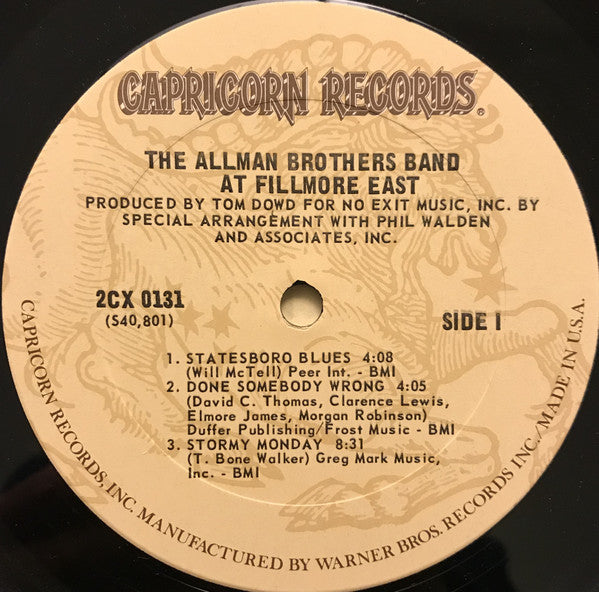 CAPRICORN RECORDS®
THE ALLMAN BROTHERS BAND
AT FILLMORE EAST
PRODUCED BY TOM DOWD FOR NO EXIT MUSIC, INC. BY
SPECIAL ARRANGEMENT WITH PHIL WALDEN
AND ASSOCIATES, INC.
2CX 0131
(S40,801)
SIDE 1
1. STATESBORO BLUES 4:08
(Will McTell) Peer Int. - BMI
2. DONE SOMEBODY WRONG 4:05
(David C. Thomas, Clarence Lewis,
Elmore James, Morgan Robinson)
Duffer Publishing/Frost Music - BMI
3. STORMY MONDAY 8:31
(T. Bone Walker) Greg Mark Music,
Inc. - BMI
CAPRICORN RECORDS, INC. MANUFACTURED BY WARNER BROS. RECORDS INC./MADE IN U.S.A.